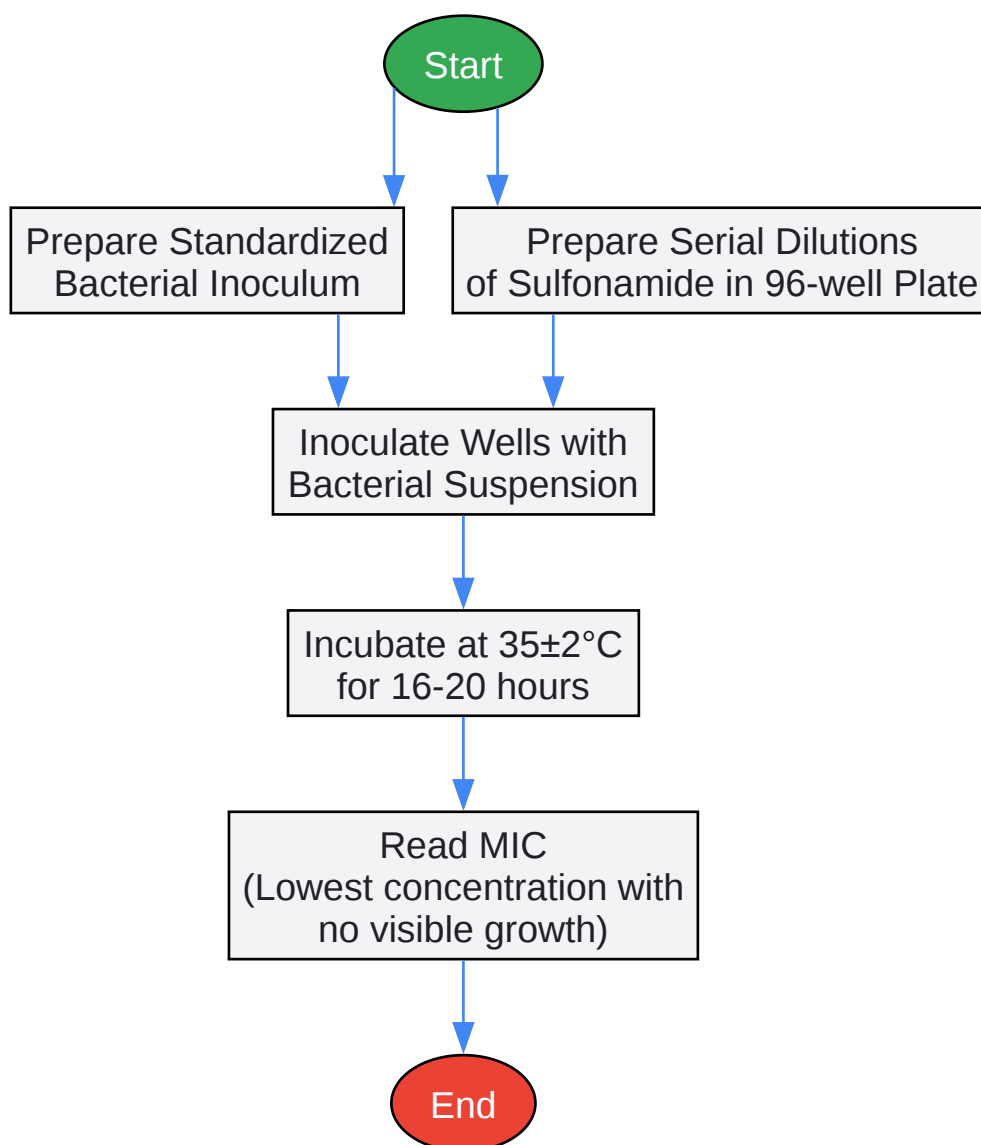 Start
Prepare Standardized
Bacterial Inoculum
Prepare Serial Dilutions
of Sulfonamide in 96-well Plate
Inoculate Wells with
Bacterial Suspension
Incubate at 35±2°C
for 16-20 hours
Read MIC
(Lowest concentration with
no visible growth)
End